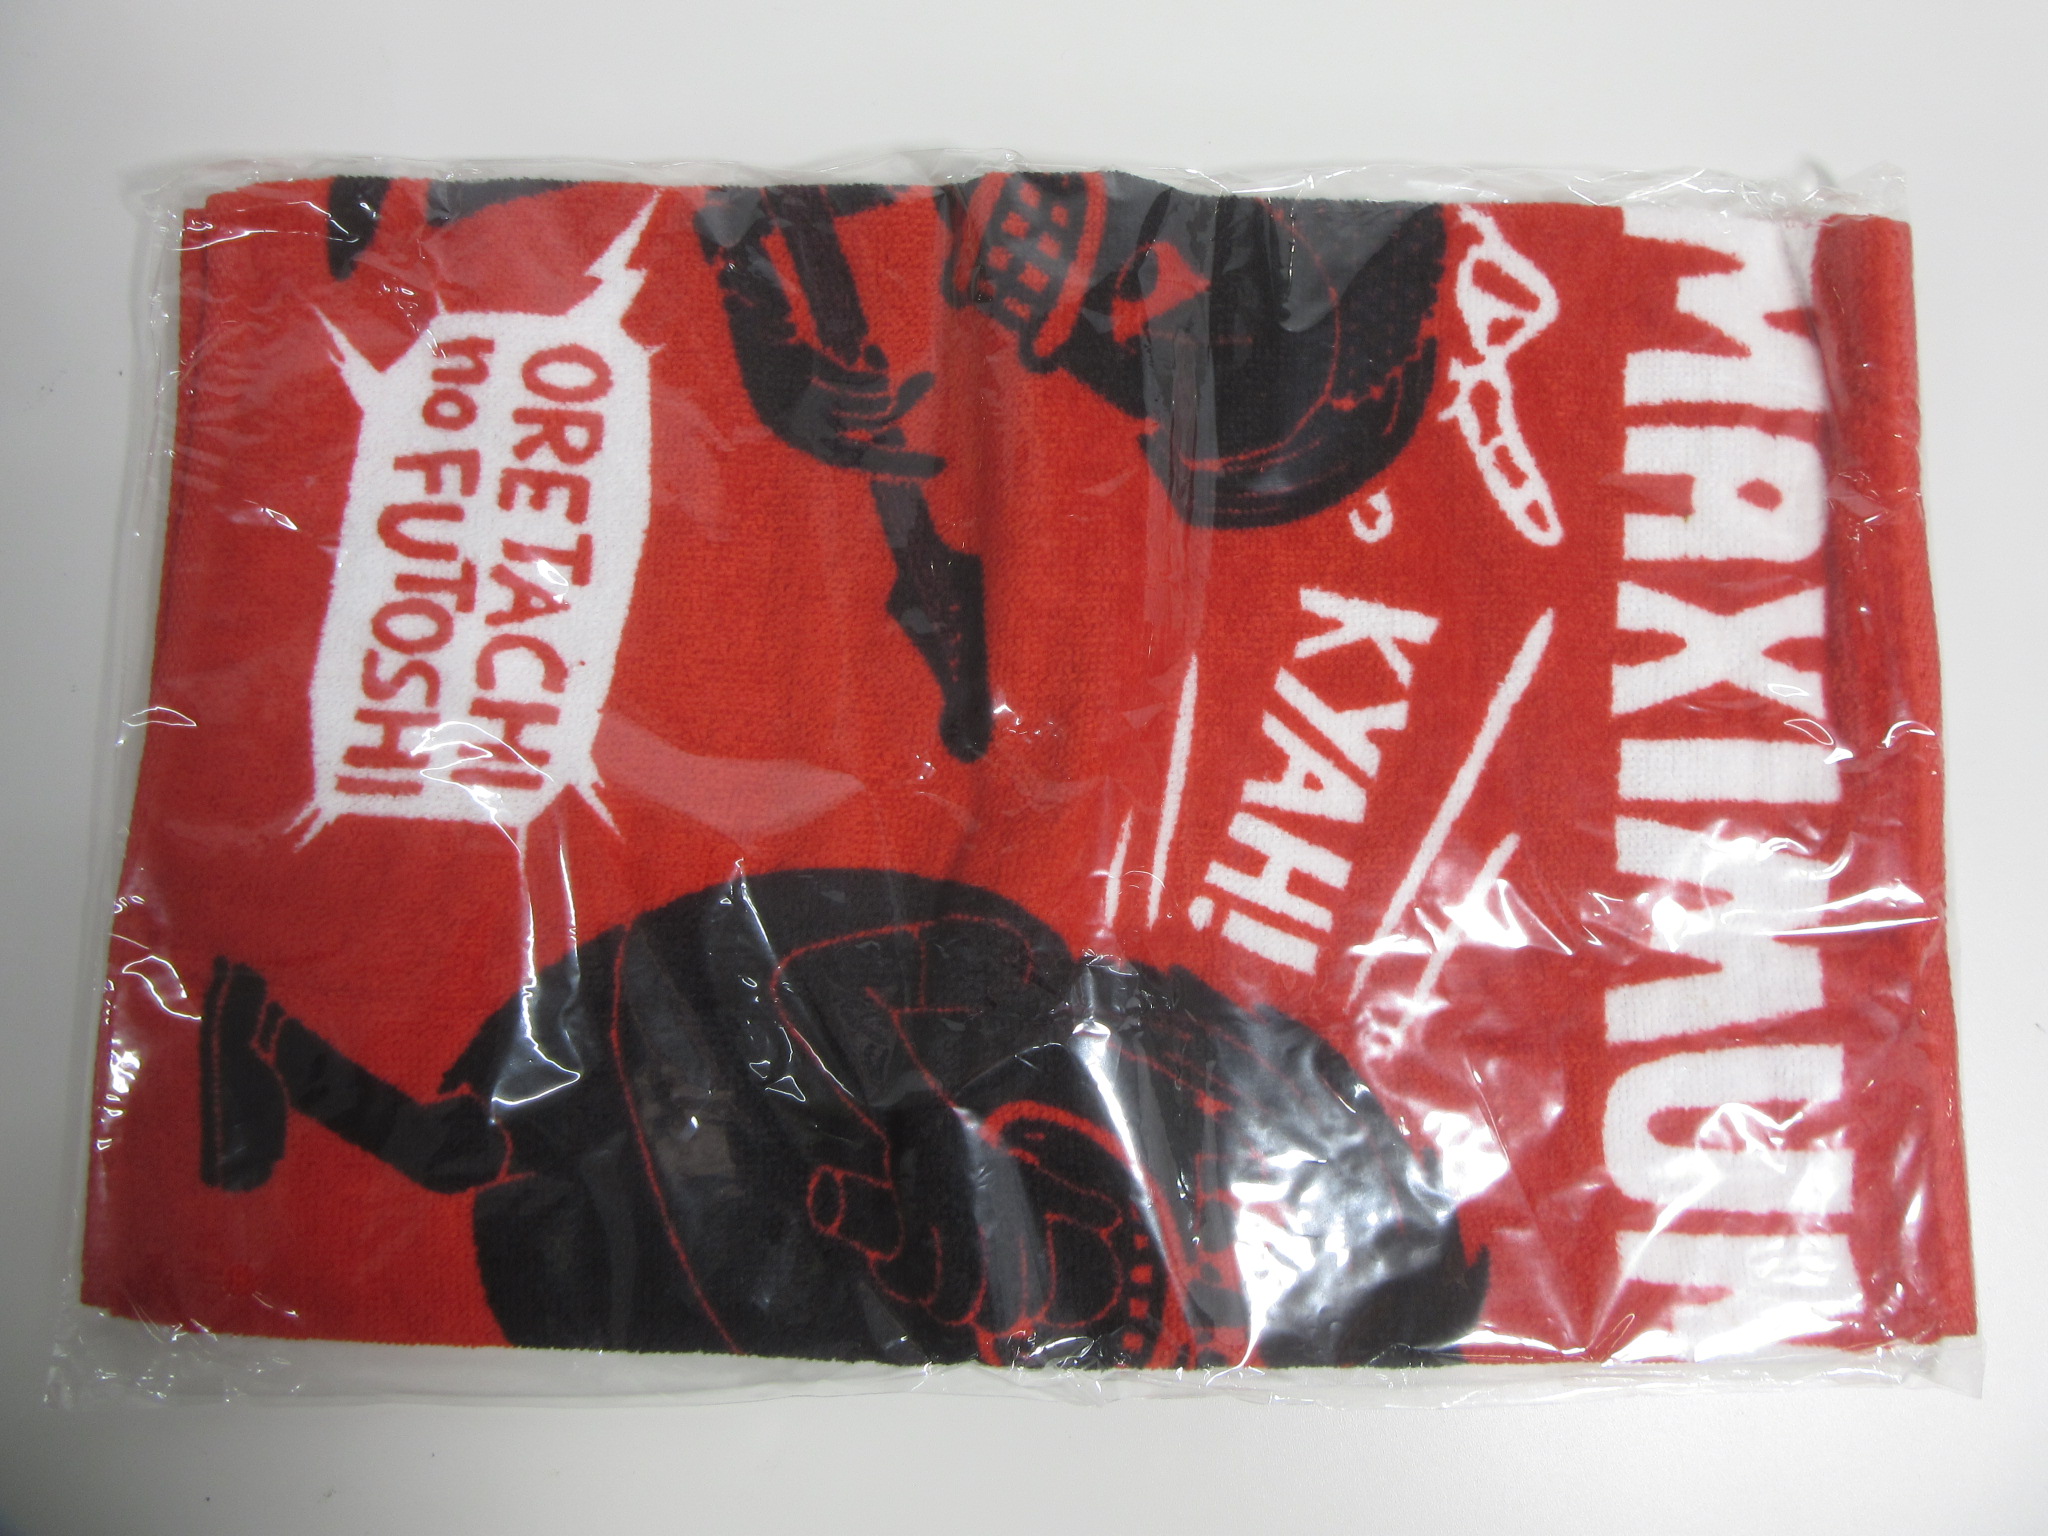 MAXIMUM
KYAH!
ORETACHI
no FUTOSHI